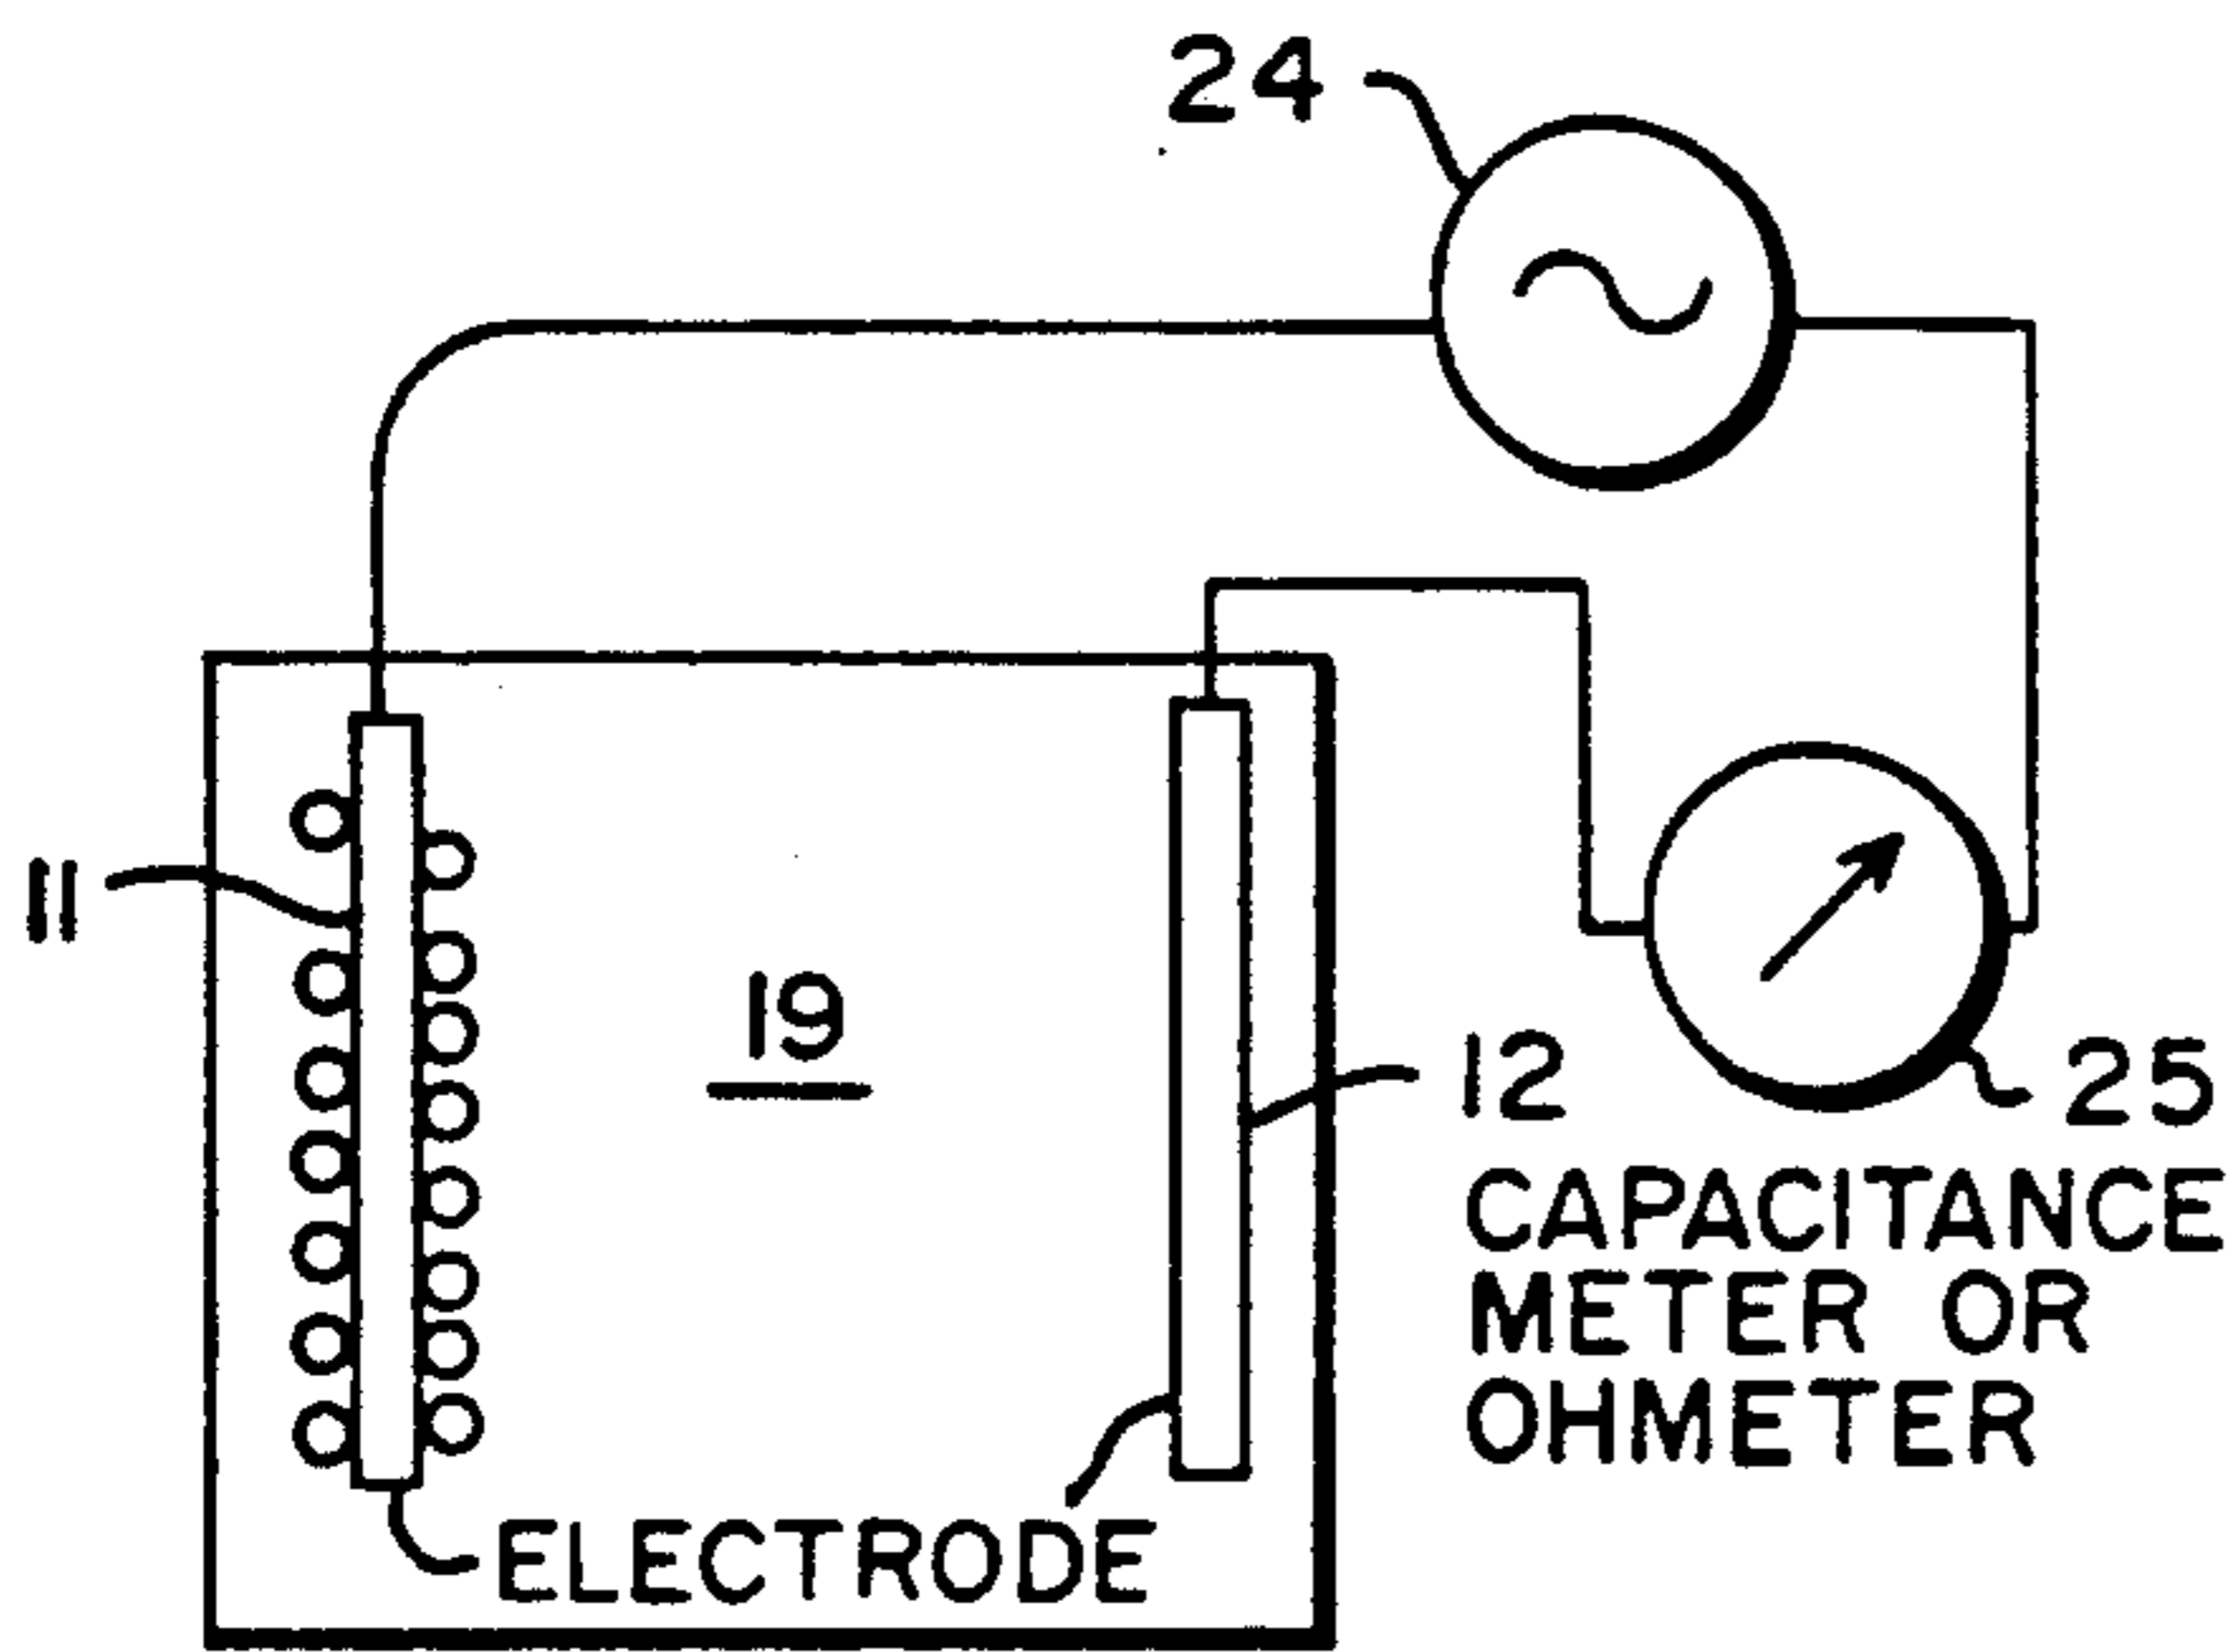 24
11
19
12
25
CAPACITANCE
METER OR
OHMETER
ELECTRODE